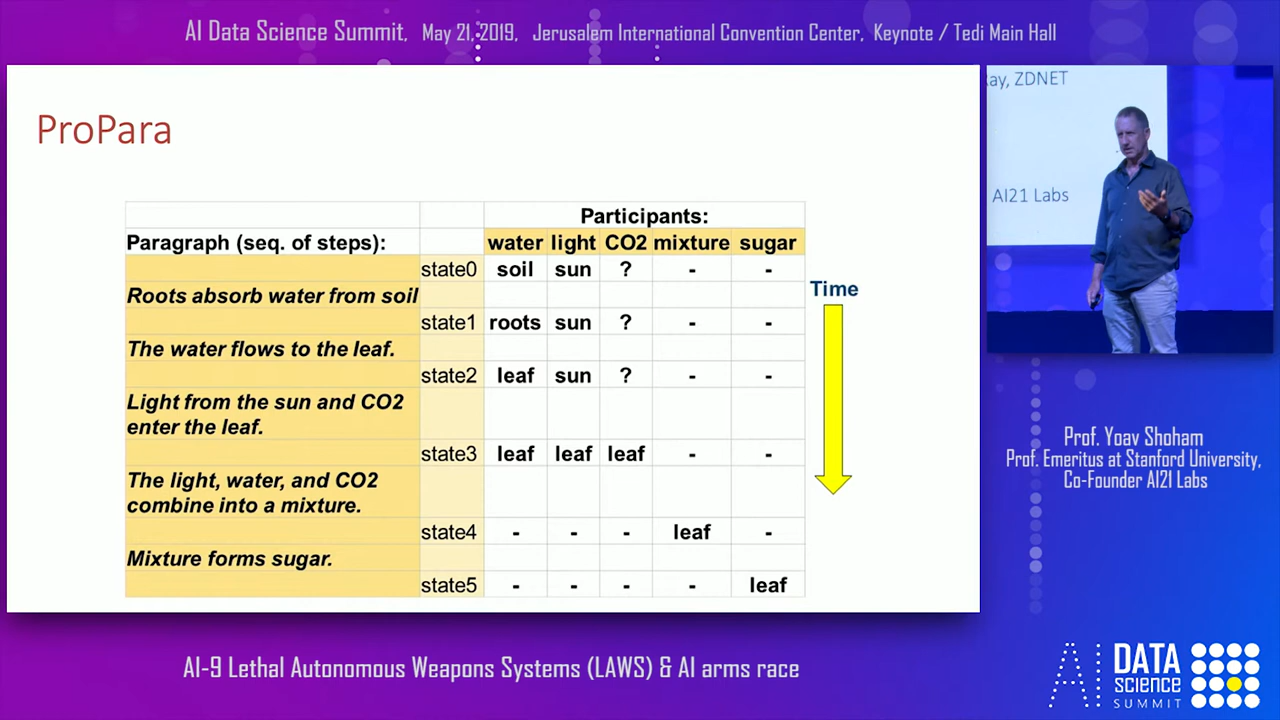 AI Data Science Summit, May 21, 2019, Jerusalem International Convention Center, Keynote / Tedi Main Hall
ProPara
Participants:
Paragraph (seq. of steps): water light CO2 mixture sugar
state0 soil sun ? - -
Roots absorb water from soil
state1 roots sun ? - -
The water flows to the leaf.
state2 leaf sun ? - -
Light from the sun and CO2
enter the leaf.
state3 leaf leaf leaf - -
The light, water, and CO2
combine into a mixture.
state4 - - - leaf -
Mixture forms sugar.
state5 - - - - leaf
Time
ZDNET
AI21 Labs
Prof. Yoav Shoham
Prof. Emeritus at Stanford University,
Co-Founder AI21 Labs
AI-9 Lethal Autonomous Weapons Systems (LAWS) & AI arms race
AI DATA
SCIENCE
SUMMIT